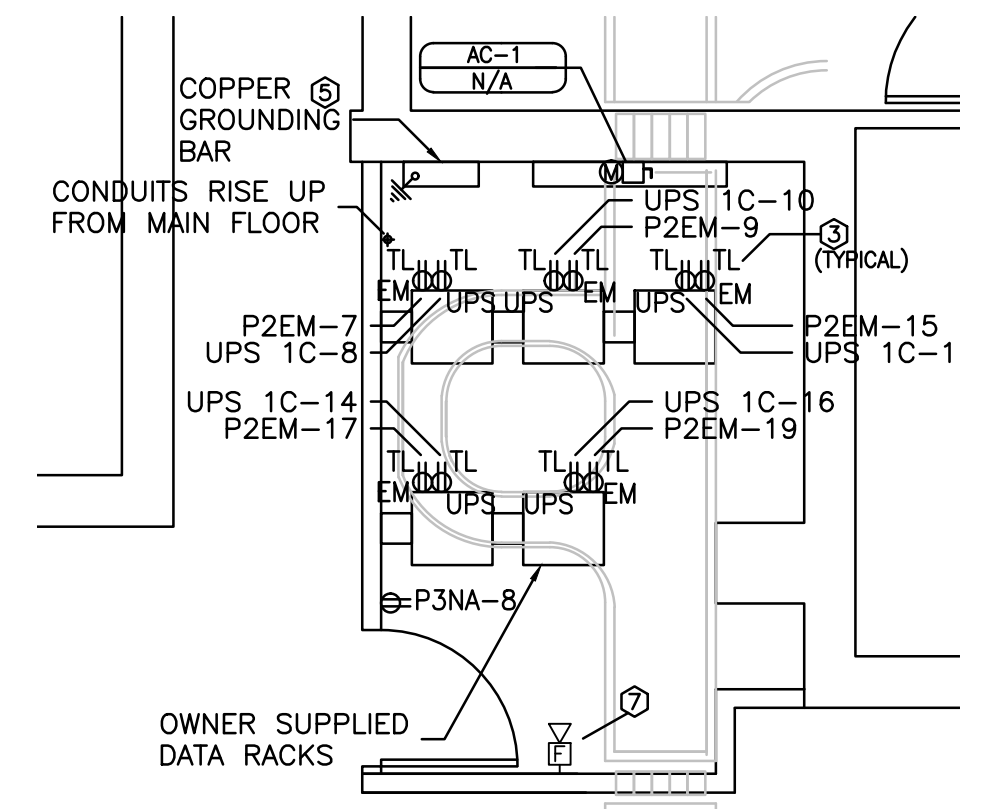 AC-1
N/A
COPPER 5
GROUNDING
BAR
M
CONDUITS RISE UP
FROM MAIN FLOOR
UPS 1C-10
P2EM-9
3
(TYPICAL)
TL TL TL TL TL
EM UPS UPS EM UPS EM
P2EM-7
UPS 1C-8
P2EM-15
UPS 1C-1
UPS 1C-14
P2EM-17
UPS 1C-16
P2EM-19
TL TL TL TL
EM UPS UPS EM
P3NA-8
7
OWNER SUPPLIED
DATA RACKS
F